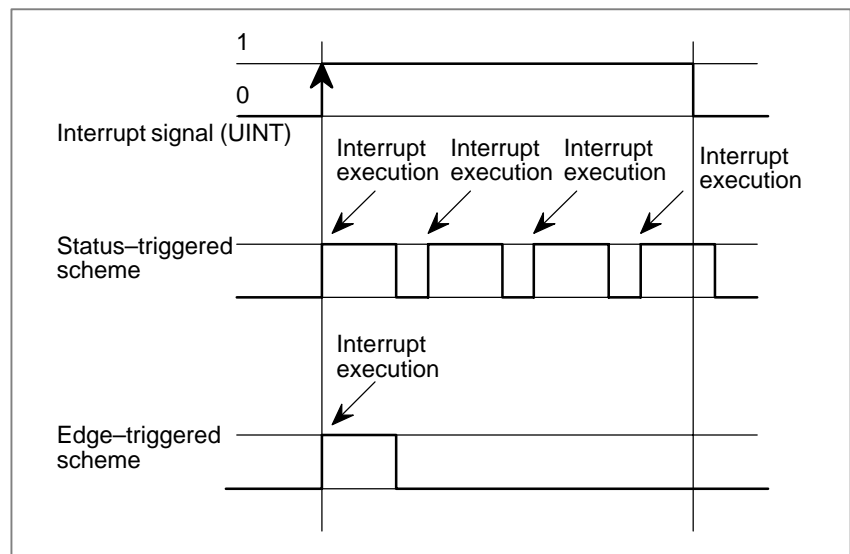 1
0
Interrupt signal (UINT)
Interrupt
execution
Interrupt
execution
Interrupt
execution
Interrupt
execution
Status–triggered
scheme
Interrupt
execution
Edge–triggered
scheme